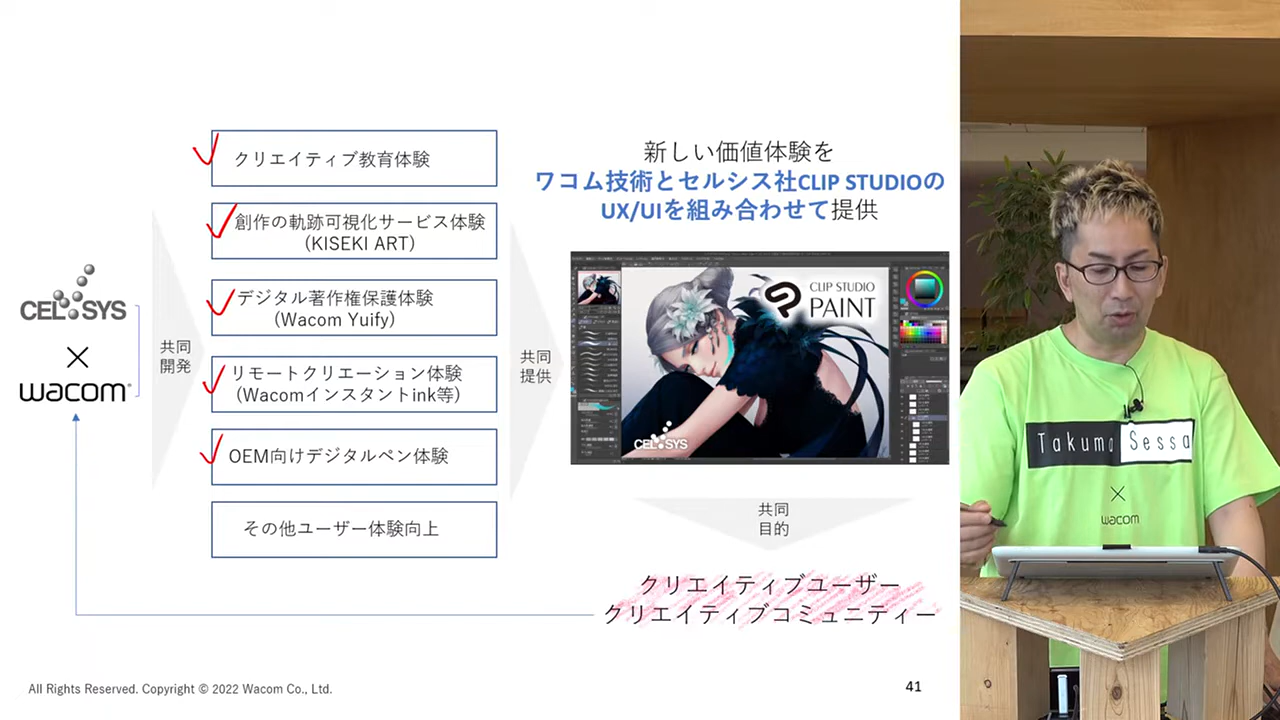 クリエイティブ教育体験
創作の軌跡可視化サービス体験
（KISEKI ART）
デジタル著作権保護体験
（Wacom Yuify）
リモートクリエーション体験
（Wacomインスタントink等）
OEM向けデジタルペン体験
その他ユーザー体験向上
CELSYS
×
wacom
共同
開発
共同
提供
新しい価値体験を
ワコム技術とセルシス社CLIP STUDIOの
UX/UIを組み合わせて提供
CLIP STUDIO
PAINT
CELSYS
共同
目的
クリエイティブユーザー
クリエイティブコミュニティー
All Rights Reserved. Copyright © 2022 Wacom Co., Ltd.
41
Takuma Sessa
×
wacom